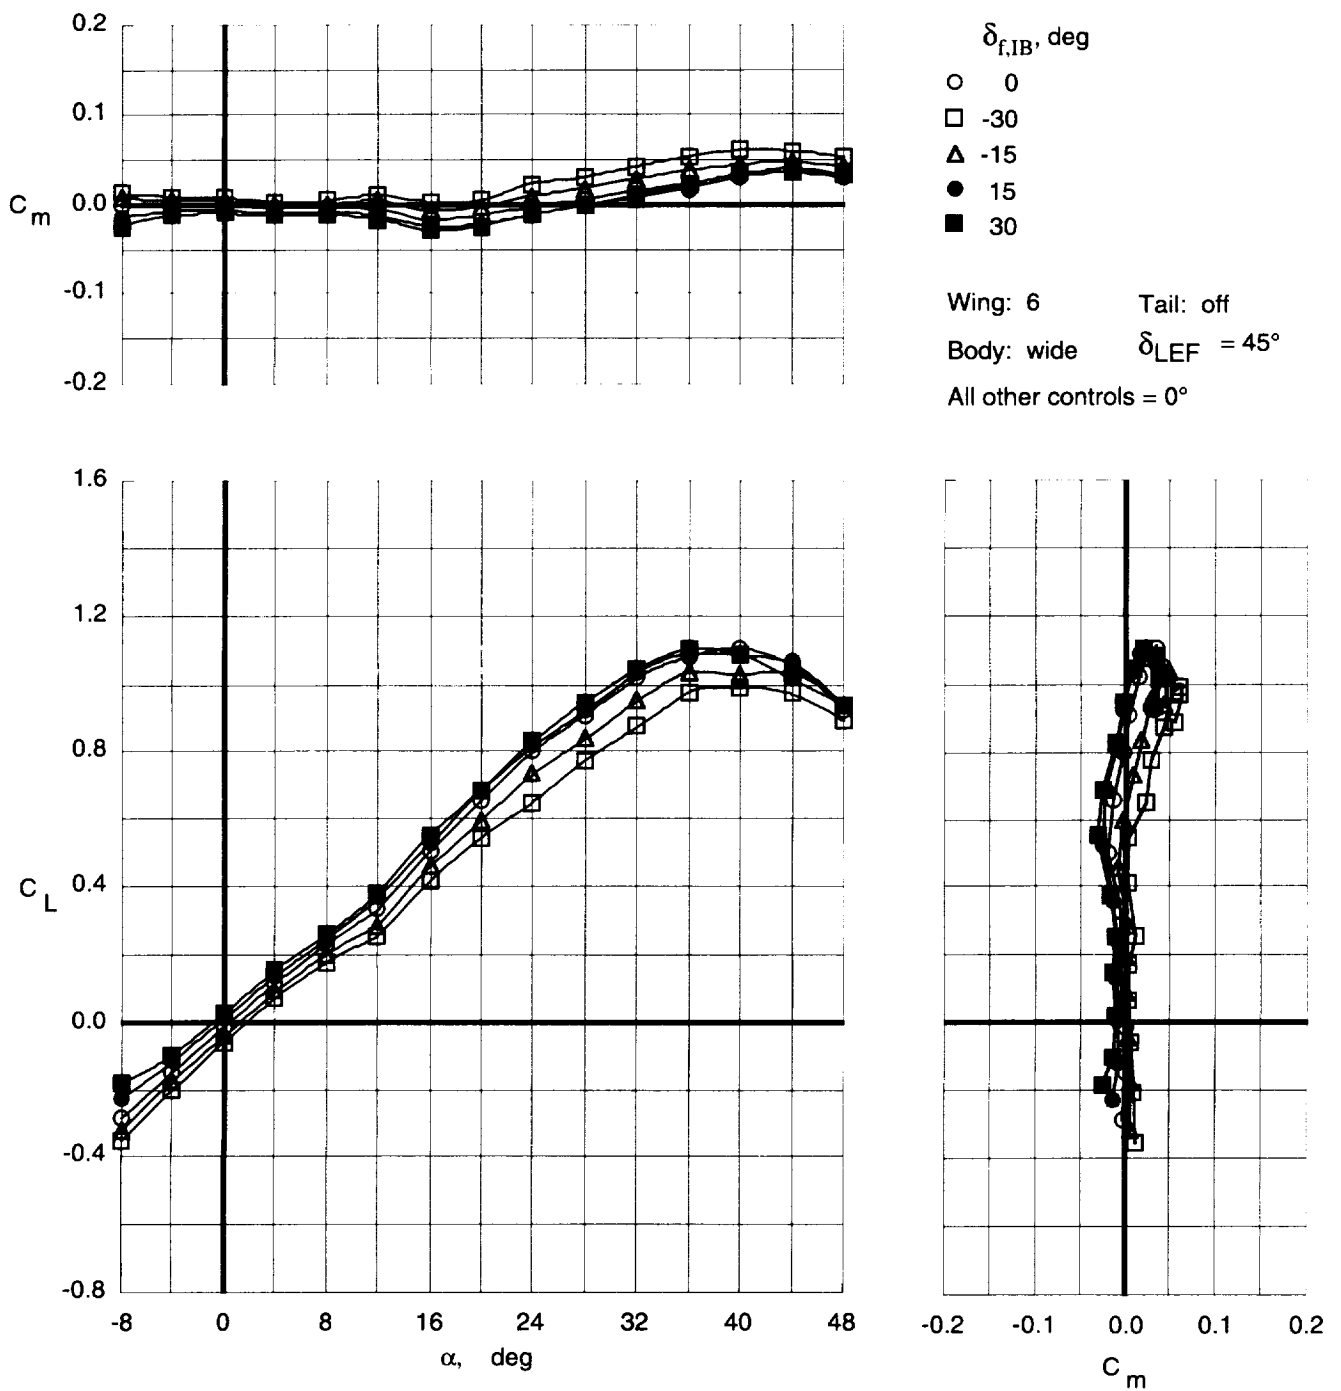 0.2
0.1
C m 0.0
-0.1
-0.2
δf,IB, deg
0
-30
-15
15
30
Wing: 6 Tail: off
Body: wide δLEF = 45°
All other controls = 0°
1.6
1.2
0.8
C L 0.4
0.0
-0.4
-0.8
-8 0 8 16 24 32 40 48
α, deg
-0.2 -0.1 0.0 0.1 0.2
C m